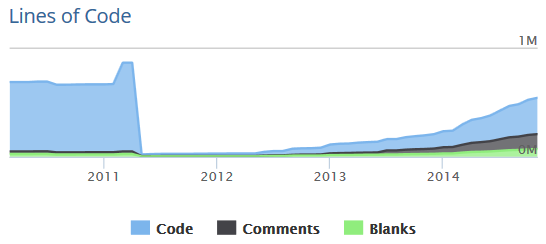 Lines of Code
1M
0M
2011 2012 2013 2014
Code Comments Blanks